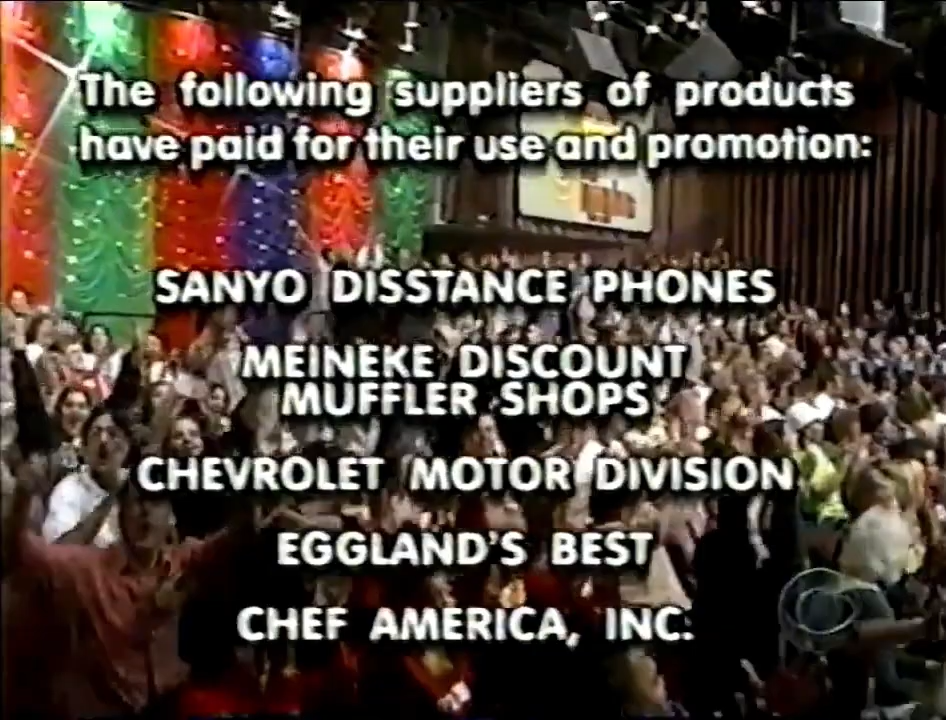 The following suppliers of products
have paid for their use and promotion:
SANYO DISSTANCE PHONES
MEINEKE DISCOUNT
MUFFLER SHOPS
CHEVROLET MOTOR DIVISION
EGGLAND'S BEST
CHEF AMERICA, INC.